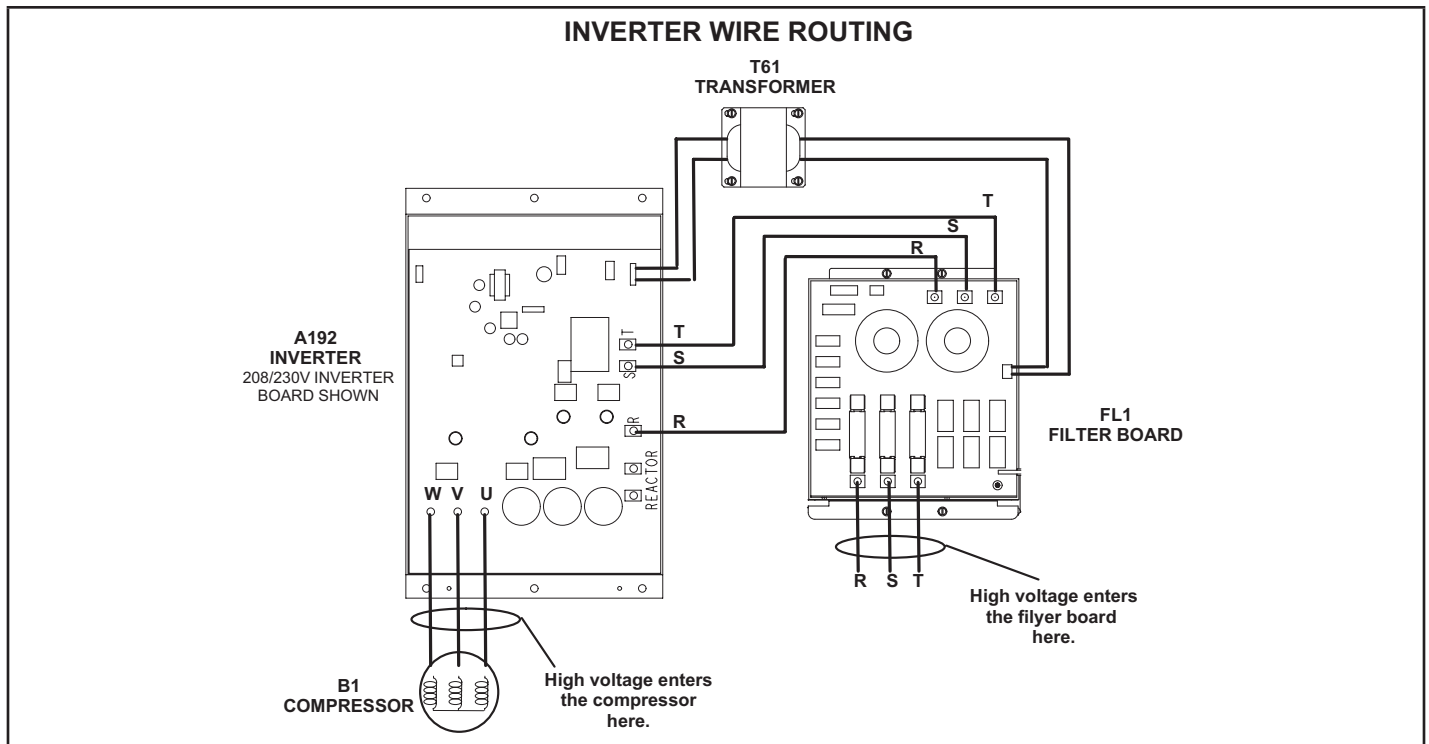 INVERTER WIRE ROUTING
T61
TRANSFORMER
T
S
R
A192
INVERTER
208/230V INVERTER
BOARD SHOWN
T
T
S
S
R
R
REACTOR
FL1
FILTER BOARD
W V U
R S T
High voltage enters
the filyer board
here.
B1
COMPRESSOR
High voltage enters
the compressor
here.